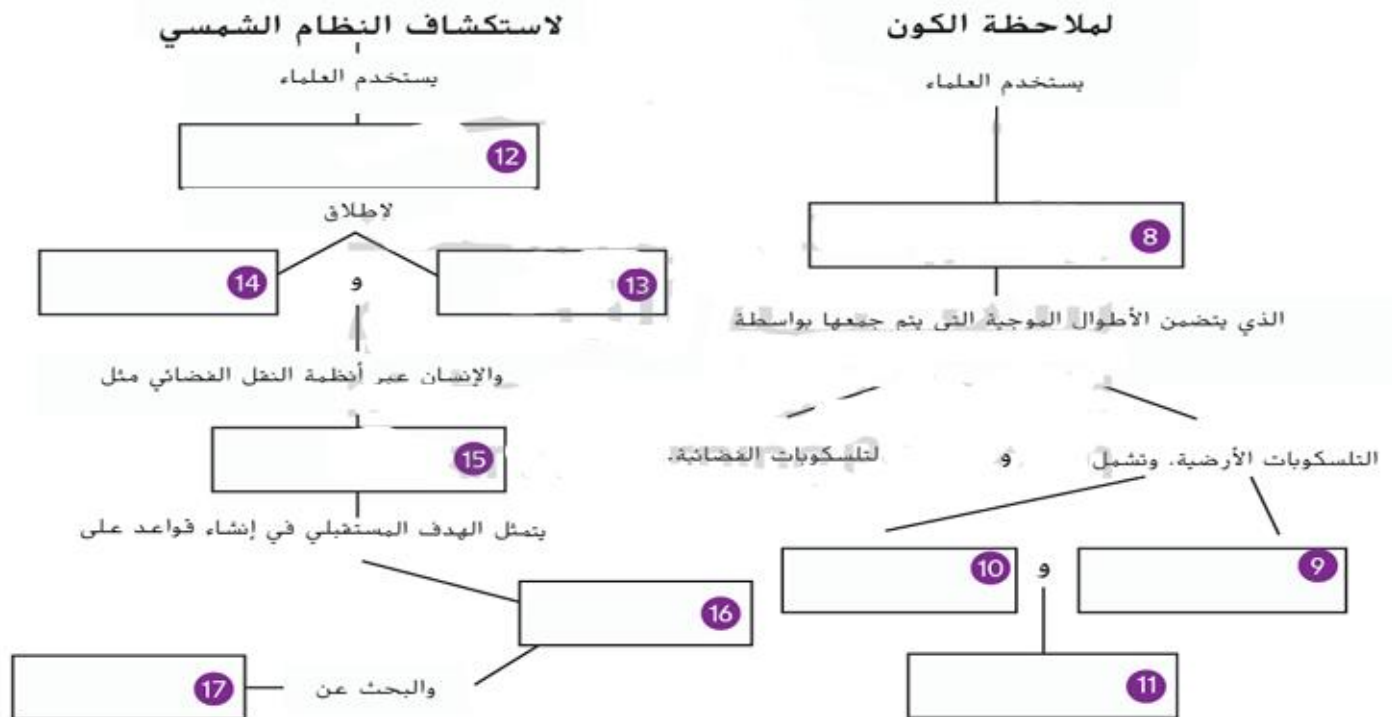 لملاحظة الكون
يستخدم العلماء
8
الذي يتضمن الأطوال الموجية التي يتم جمعها بواسطة
التلسكوبات الأرضية، وتشمل
و
لتلسكوبات الفضائية.
9
و
10
11
لاستكشاف النظام الشمسي
يستخدم العلماء
12
لإطلاق
13
و
14
والإنسان عبر أنظمة النقل الفضائي مثل
15
يتمثل الهدف المستقبلي في إنشاء قواعد على
16
والبحث عن
17